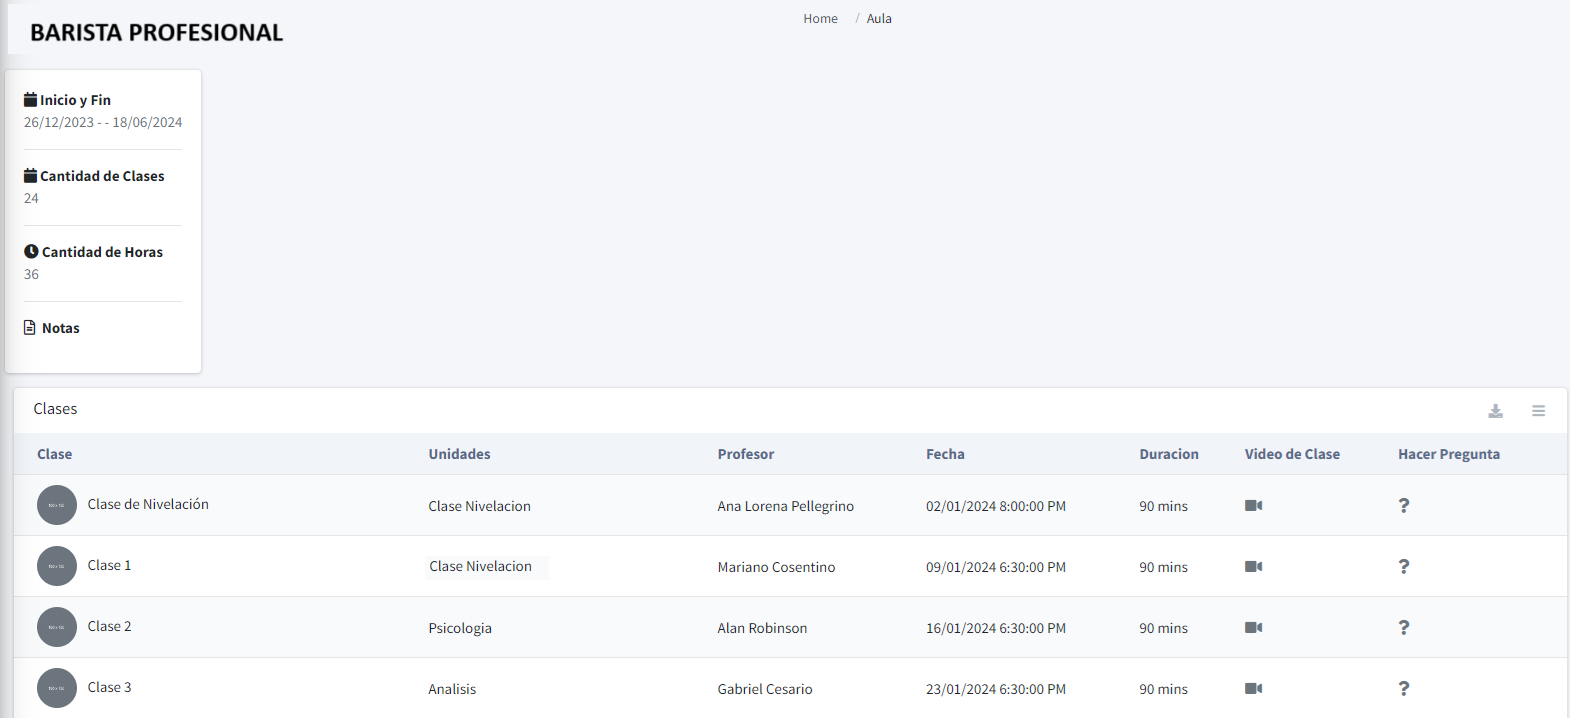 BARISTA PROFESIONAL
Home / Aula
Inicio y Fin
26/12/2023 - - 18/06/2024
Cantidad de Clases
24
Cantidad de Horas
36
Notas
Clases
Clase Unidades Profesor Fecha Duracion Video de Clase Hacer Pregunta
Clase de Nivelación Clase Nivelacion Ana Lorena Pellegrino 02/01/2024 8:00:00 PM 90 mins ?
Clase 1 Clase Nivelacion Mariano Cosentino 09/01/2024 6:30:00 PM 90 mins ?
Clase 2 Psicologia Alan Robinson 16/01/2024 6:30:00 PM 90 mins ?
Clase 3 Analisis Gabriel Cesario 23/01/2024 6:30:00 PM 90 mins ?